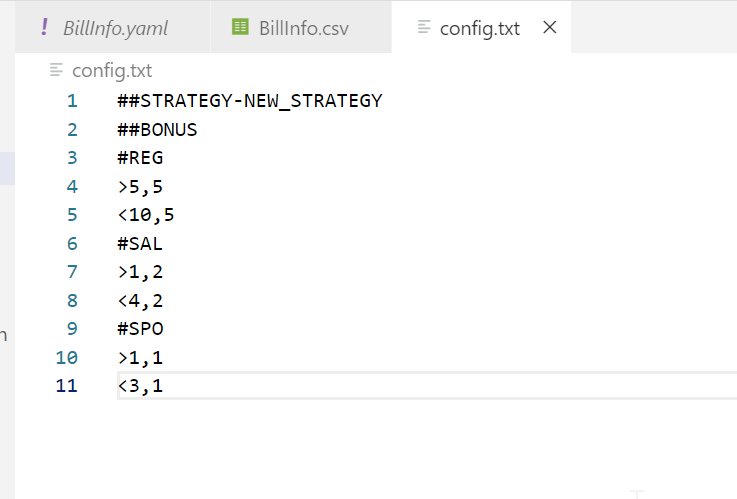 ! BillInfo.yaml BillInfo.csv config.txt
config.txt
1 ##STRATEGY-NEW_STRATEGY
2 ##BONUS
3 #REG
4 >5,5
5 <10,5
6 #SAL
7 >1,2
8 <4,2
9 #SPO
10 >1,1
11 <3,1